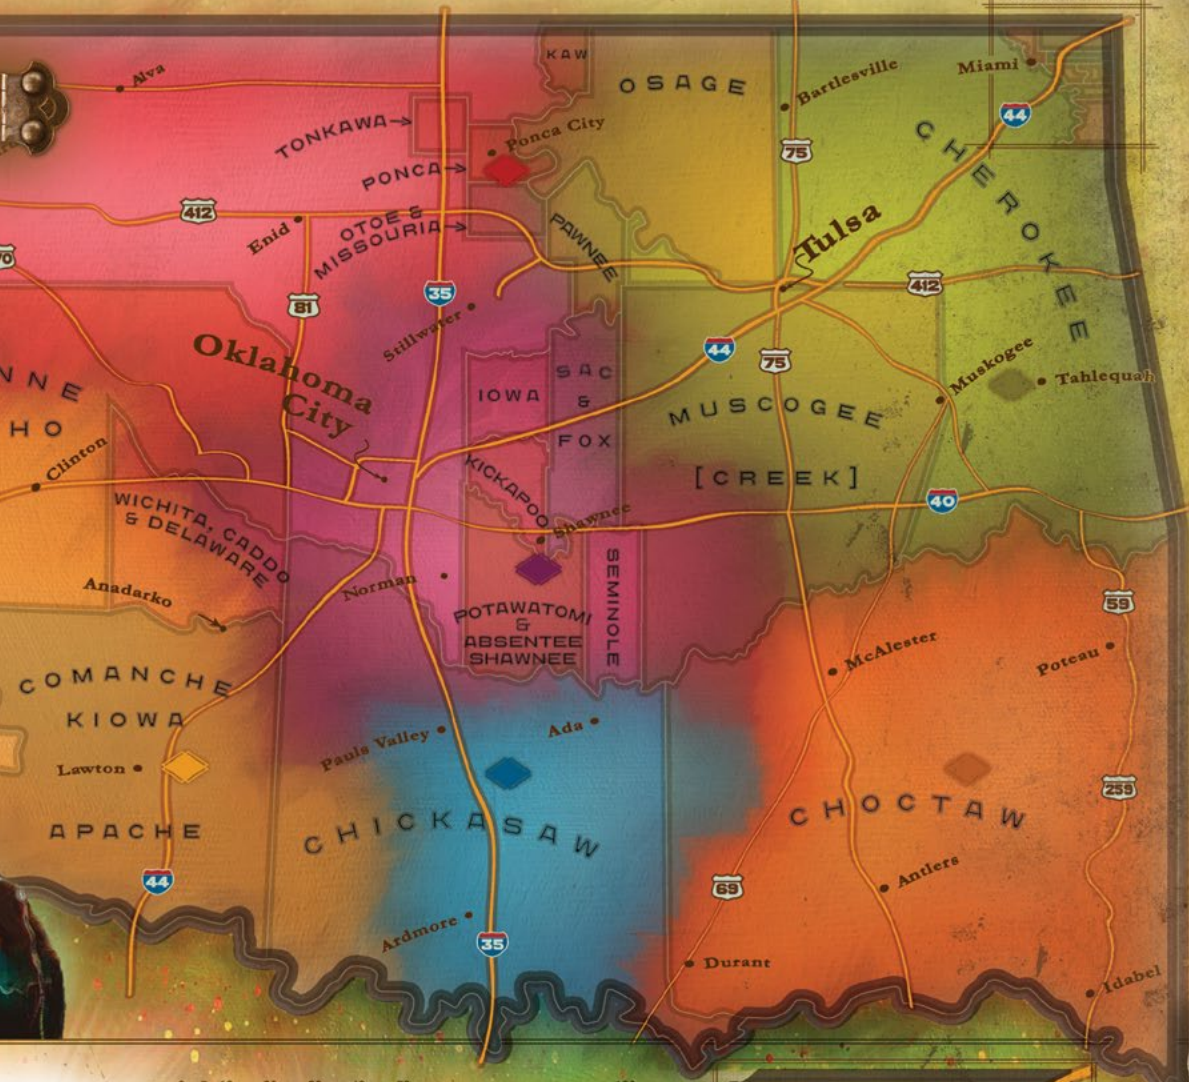 KAW
OSAGE
Miami
Alva
Bartlesville
44
TONKAWA
Ponca City
CHEROKEE
75
PONCA
412
OTOE &
MISSOURIA
Enid
PAWNEE
Tulsa
412
35
81
Stillwater
44
75
Oklahoma
City
IOWA
SAC
&
FOX
MUSCOGEE
[CREEK]
Muskogee
Tahlequah
NNE
HO
Clinton
KICKAPOO
Shawnee
40
WICHITA, CADDO
& DELAWARE
Anadarko
Norman
SEMINOLE
POTAWATOMI
&
ABSENTEE
SHAWNEE
59
McAlester
Poteau
COMANCHE
KIOWA
Lawton
APACHE
Pauls Valley
Ada
CHICKASAW
CHOCTAW
259
44
69
Antlers
Ardmore
35
Durant
Idabel